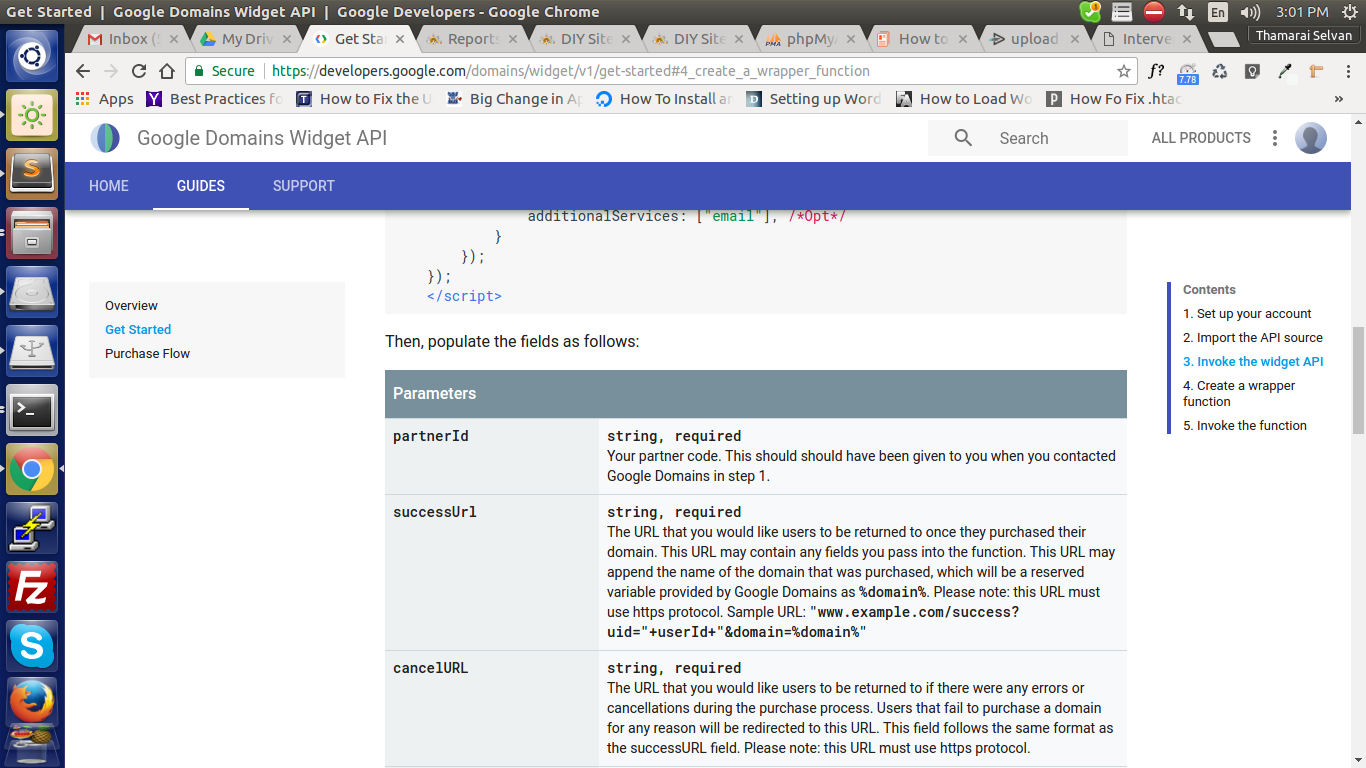 Get Started | Google Domains Widget API | Google Developers - Google Chrome
En
3:01 PM
Thamarai Selvan
Inbox (
My Driv
Get Star
Reports
DIY Site
DIY Site
phpMyA
How to
upload
Interve
Secure
https://developers.google.com/domains/widget/v1/get-started#4_create_a_wrapper_function
f?
7.78
Apps
Best Practices fo
How to Fix the U
Big Change in Ap
How To Install an
Setting up Word
How to Load Wo
How Fo Fix .htac
»
Google Domains Widget API
Search
ALL PRODUCTS
HOME
GUIDES
SUPPORT
additionalServices: ["email"], /*Opt*/
}
});
});
</script>
Overview
Get Started
Purchase Flow
Contents
1. Set up your account
2. Import the API source
3. Invoke the widget API
4. Create a wrapper
function
5. Invoke the function
Then, populate the fields as follows:
Parameters
partnerId
string, required
Your partner code. This should should have been given to you when you contacted
Google Domains in step 1.
successUrl
string, required
The URL that you would like users to be returned to once they purchased their
domain. This URL may contain any fields you pass into the function. This URL may
append the name of the domain that was purchased, which will be a reserved
variable provided by Google Domains as %domain%. Please note: this URL must
use https protocol. Sample URL: "www.example.com/success?
uid="+userId+"&domain=%domain%"
cancelURL
string, required
The URL that you would like users to be returned to if there were any errors or
cancellations during the purchase process. Users that fail to purchase a domain
for any reason will be redirected to this URL. This field follows the same format as
the successURL field. Please note: this URL must use https protocol.